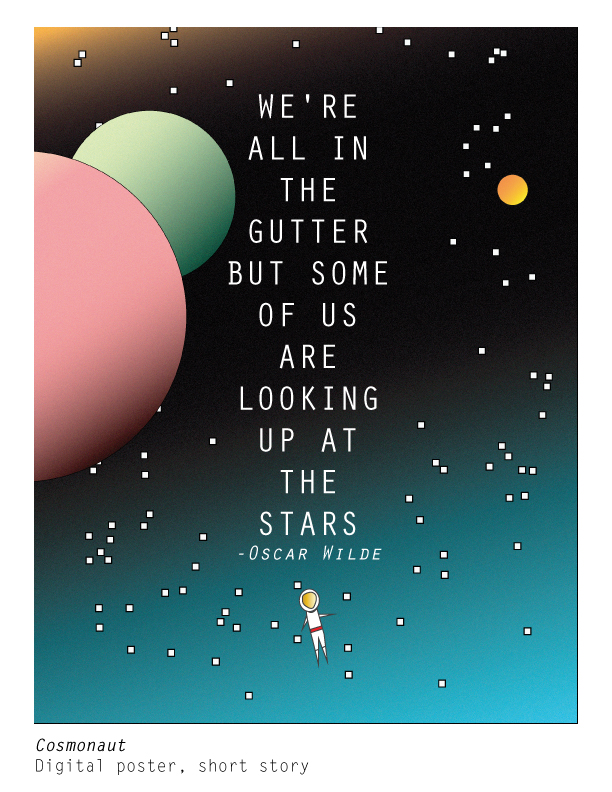 WE'RE
ALL IN
THE
GUTTER
BUT SOME
OF US
ARE
LOOKING
UP AT
THE
STARS
-OSCAR WILDE
Cosmonaut
Digital poster, short story